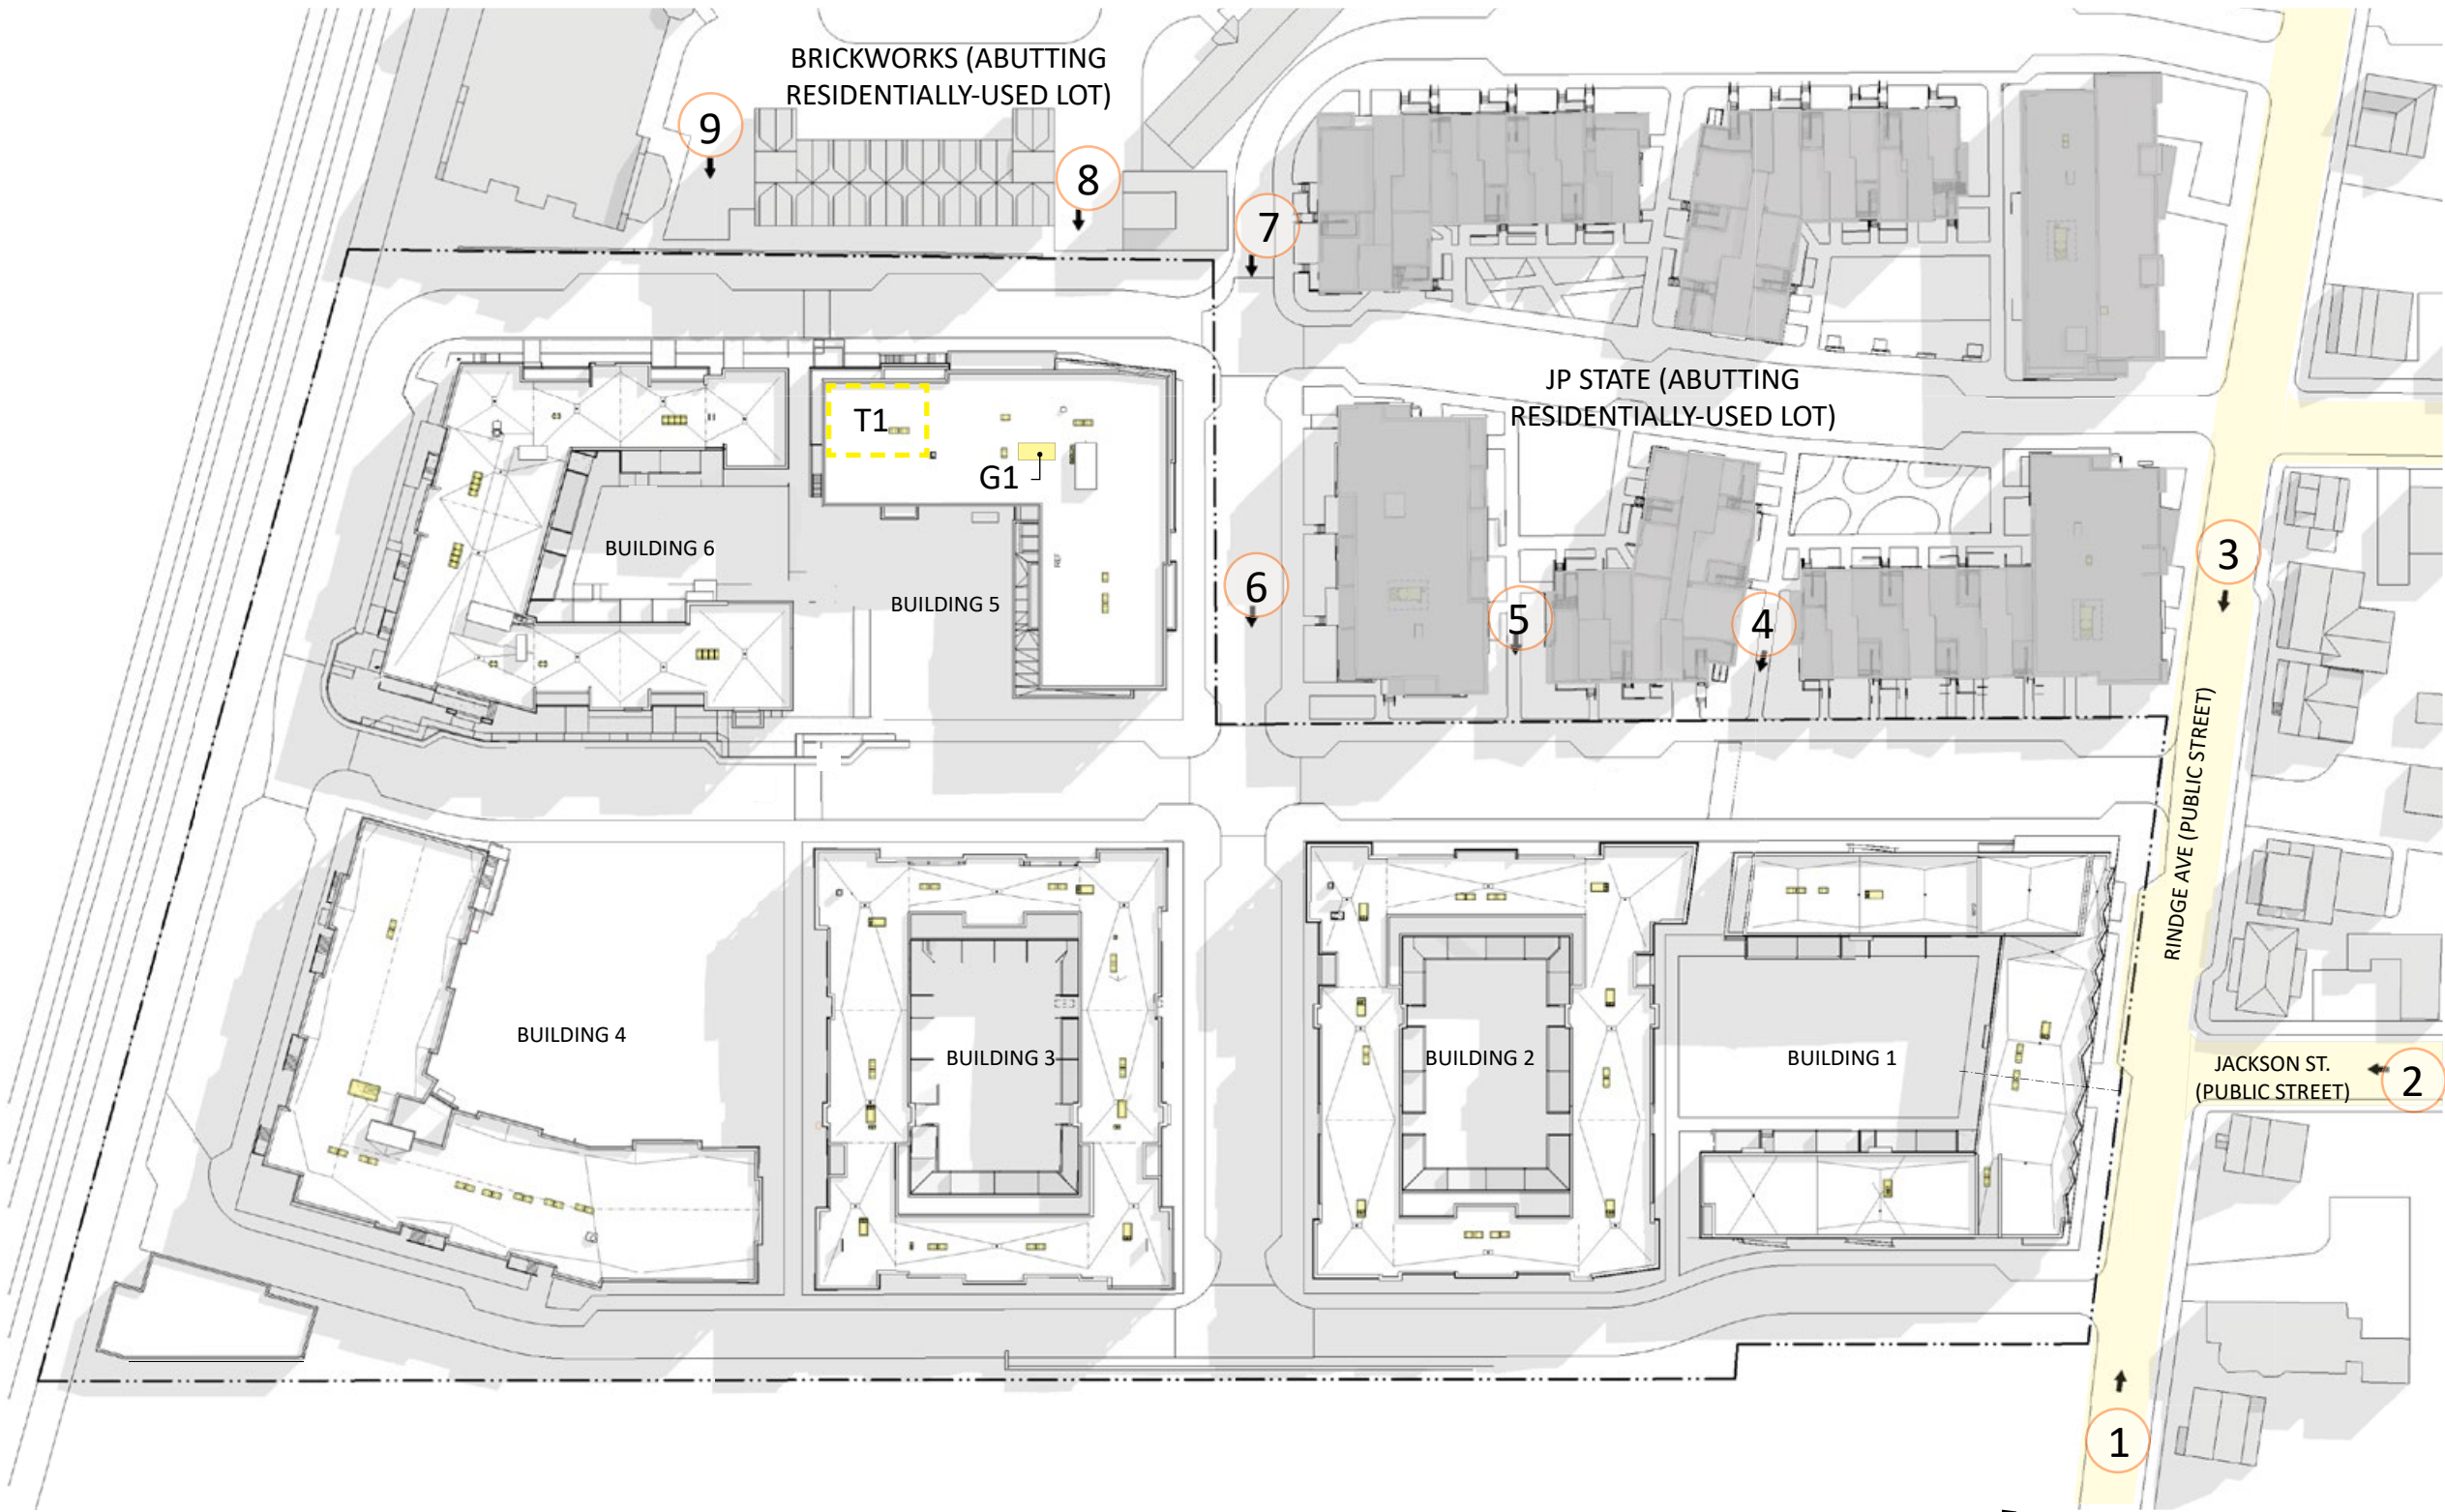 BRICKWORKS (ABUTTING
RESIDENTIALLY-USED LOT)
9
8
7
JP STATE (ABUTTING
RESIDENTIALLY-USED LOT)
T1
G1
BUILDING 6
REF
BUILDING 5
6
5
4
3
RINDGE AVE (PUBLIC STREET)
BUILDING 4
BUILDING 3
BUILDING 2
BUILDING 1
JACKSON ST.
(PUBLIC STREET)
2
1